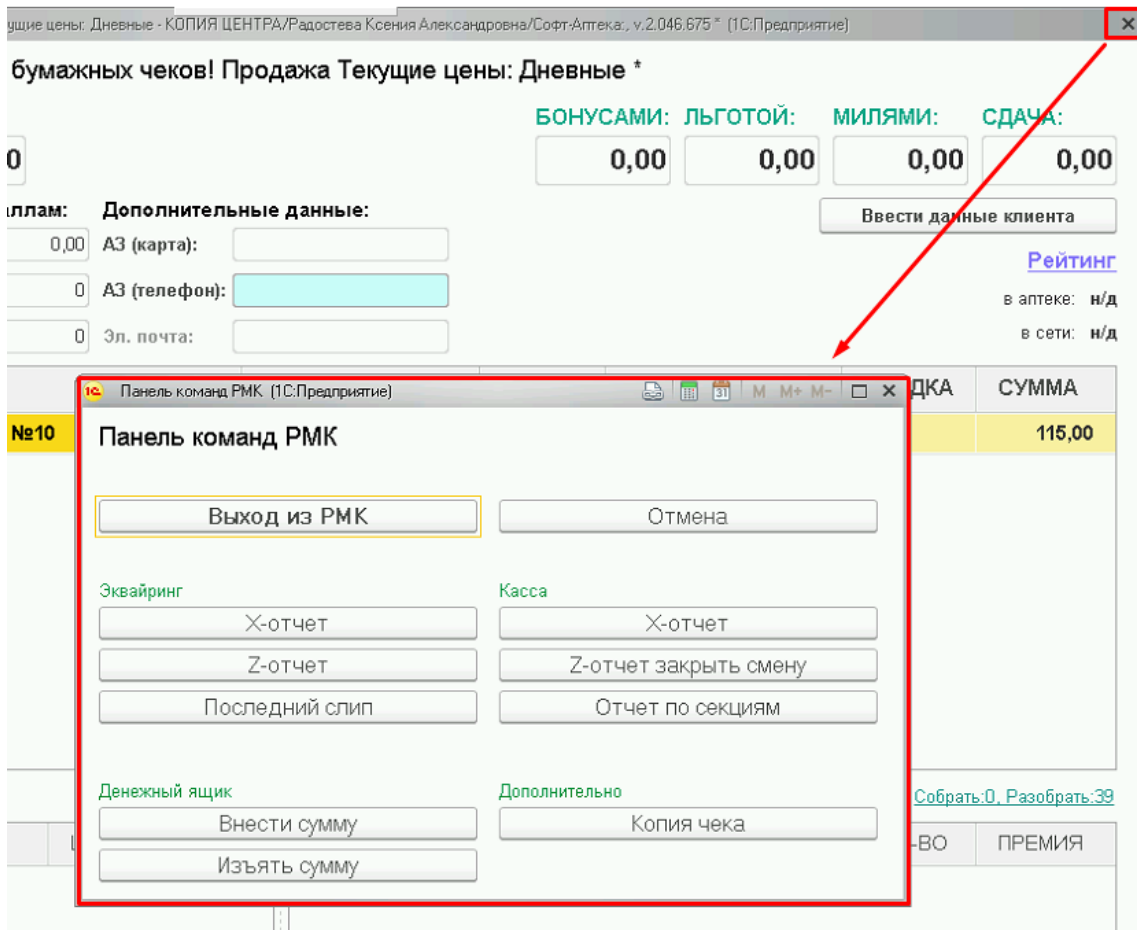 ущие цены: Дневные - КОПИЯ ЦЕНТРА/Радостева Ксения Александровна/Софт-Аптека:, v.2.046.675 * (1С:Предприятие)
бумажных чеков! Продажа Текущие цены: Дневные *
БОНУСАМИ: ЛЬГОТОЙ: МИЛЯМИ: СДАЧА:
0 0,00 0,00 0,00 0,00
аллам: Дополнительные данные: Ввести данные клиента
0,00 АЗ (карта):
Рейтинг
0 АЗ (телефон):
в аптеке: н/д
0 Эл. почта: в сети: н/д
ДКА СУММА
№10 115,00
1С Панель команд РМК (1С:Предприятие) 31 M M+ M-
Панель команд РМК
Выход из РМК Отмена
Эквайринг Касса
X-отчет X-отчет
Z-отчет Z-отчет закрыть смену
Последний слип Отчет по секциям
Денежный ящик Дополнительно
Собрать:0, Разобрать:39
Внести сумму Копия чека
-ВО ПРЕМИЯ
Изъять сумму